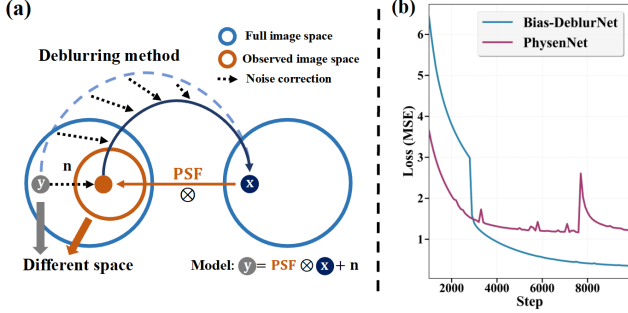 (a)
Deblurring method
Full image space
Observed image space
Noise correction
n
PSF
y
⊗
x
Different space
Model: y = PSF ⊗ x + n
(b)
Bias-DeblurNet
PhysenNet
Loss (MSE)
6
5
4
3
2
1
2000 4000 6000 8000
Step